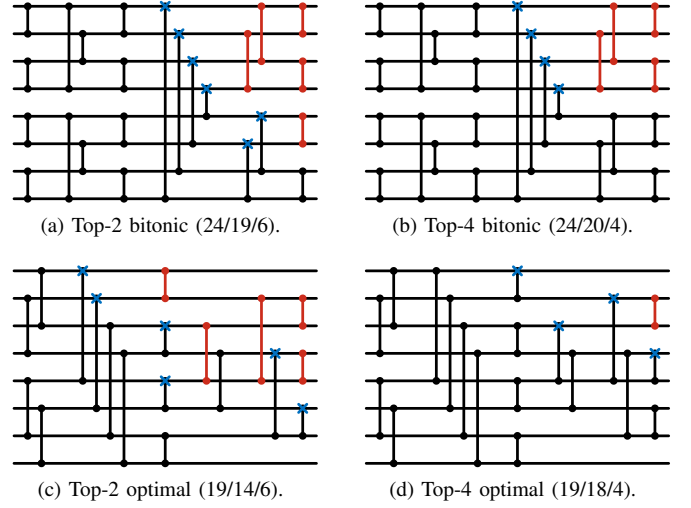 (a) Top-2 bitonic (24/19/6).
(b) Top-4 bitonic (24/20/4).
(c) Top-2 optimal (19/14/6).
(d) Top-4 optimal (19/18/4).